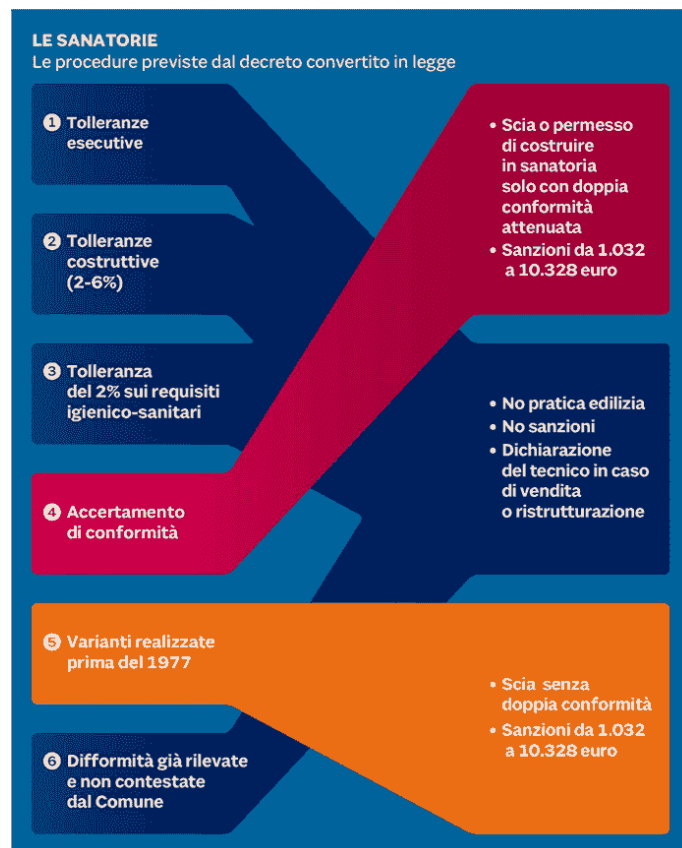 LE SANATORIE
Le procedure previste dal decreto convertito in legge
1 Tolleranze
esecutive
2 Tolleranze
costruttive
(2-6%)
3 Tolleranza
del 2% sui requisiti
igienico-sanitari
4 Accertamento
di conformità
5 Varianti realizzate
prima del 1977
6 Difformità già rilevate
e non contestate
dal Comune
• Scia o permesso
di costruire
in sanatoria
solo con doppia
conformità
attenuata
• Sanzioni da 1.032
a 10.328 euro
• No pratica edilizia
• No sanzioni
• Dichiarazione
del tecnico in caso
di vendita
o ristrutturazione
• Scia senza
doppia conformità
• Sanzioni da 1.032
a 10.328 euro